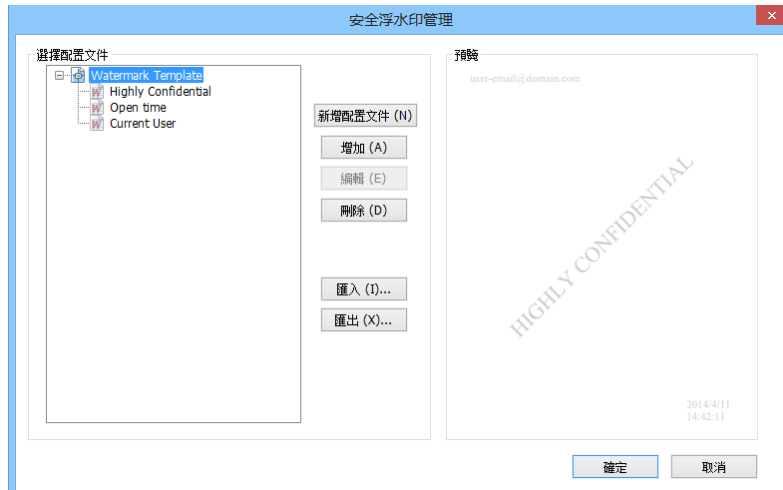 安全浮水印管理
選擇配置文件
Watermark Template
Highly Confidential
Open time
Current User
新增配置文件 (N)
增加 (A)
編輯 (E)
刪除 (D)
匯入 (I)...
匯出 (X)...
預覽
user-email@domain.com
HIGHLY CONFIDENTIAL
2014/4/11
14:42:11
確定
取消